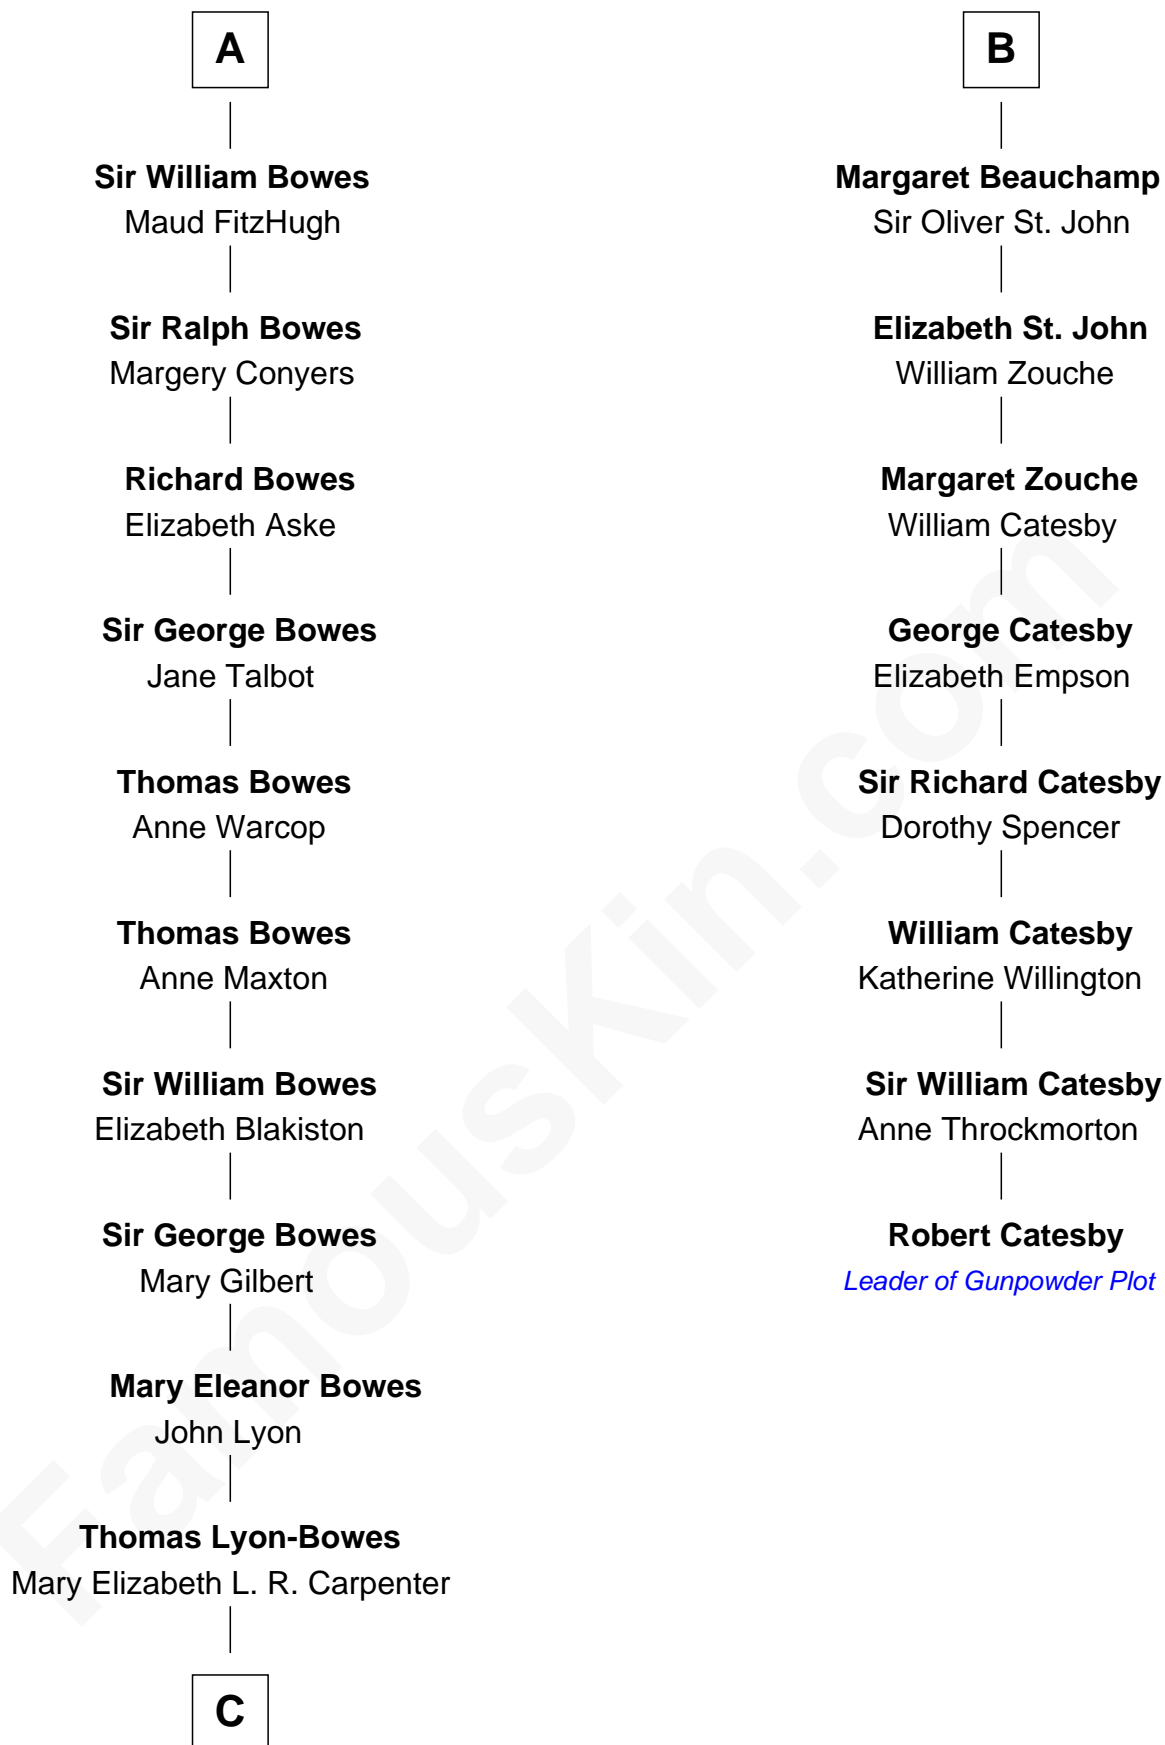 A
Sir William Bowes
Maud FitzHugh
Sir Ralph Bowes
Margery Conyers
Richard Bowes
Elizabeth Aske
Sir George Bowes
Jane Talbot
Thomas Bowes
Anne Warcop
Thomas Bowes
Anne Maxton
Sir William Bowes
Elizabeth Blakiston
Sir George Bowes
Mary Gilbert
Mary Eleanor Bowes
John Lyon
Thomas Lyon-Bowes
Mary Elizabeth L. R. Carpenter
C
B
Margaret Beauchamp
Sir Oliver St. John
Elizabeth St. John
William Zouche
Margaret Zouche
William Catesby
George Catesby
Elizabeth Empson
Sir Richard Catesby
Dorothy Spencer
William Catesby
Katherine Willington
Sir William Catesby
Anne Throckmorton
Robert Catesby
Leader of Gunpowder Plot
FamousKin.com